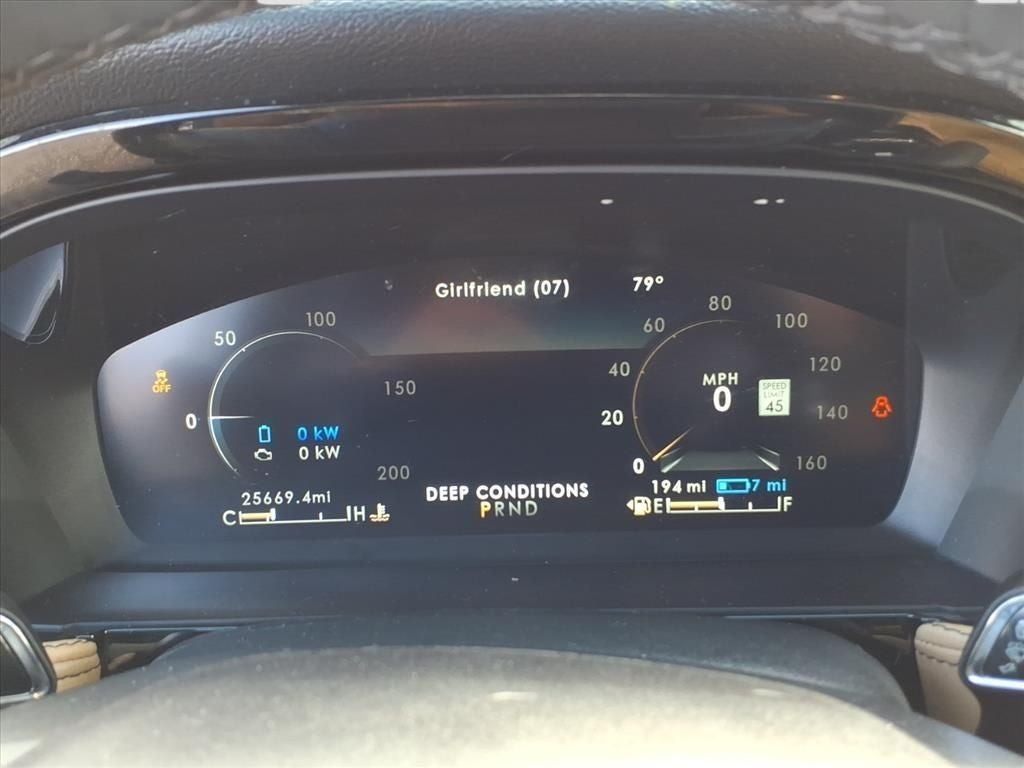 Girlfriend (07) 79°
50 100 150 200
0
0 kW
0 kW
25669.4mi
C H
DEEP CONDITIONS
PRND
0 20 40 60 80 100 120 140 160
MPH
0
SPEED
LIMIT
45
OFF
194 mi 7 mi
E F